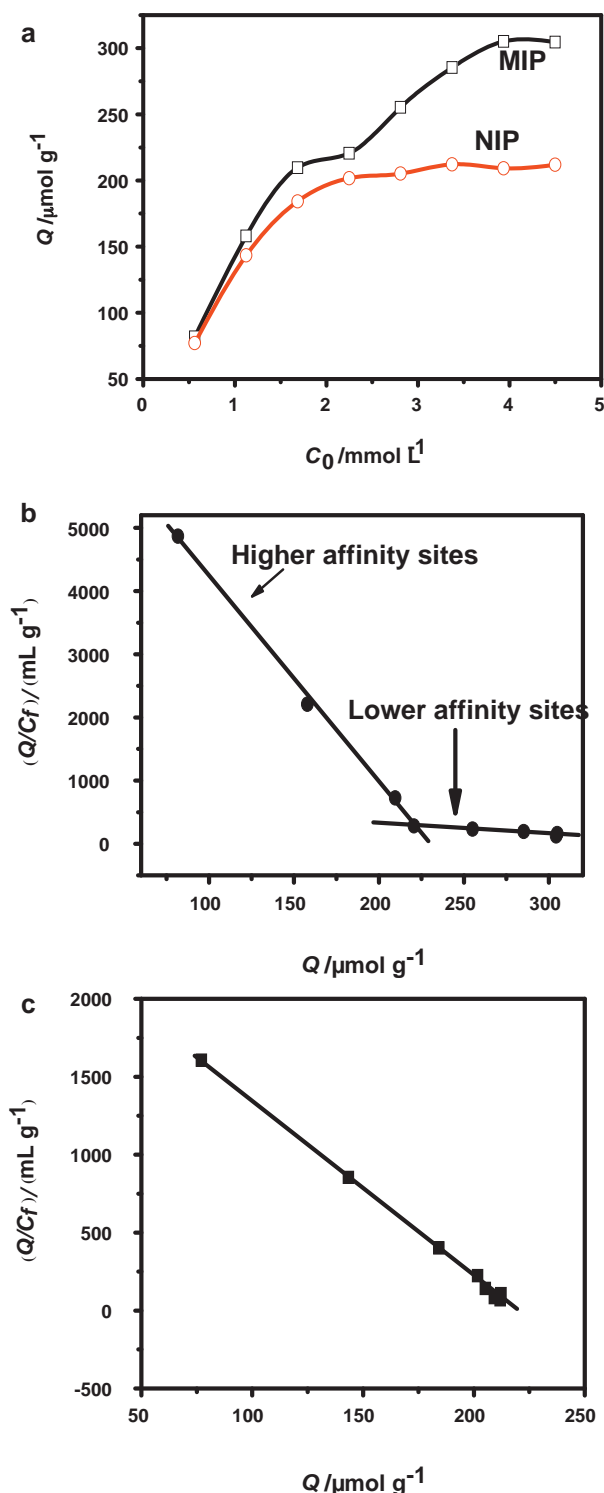 a
300
250
200
150
100
50
Q /μmol g-1
MIP
NIP
0 1 2 3 4 5
C0 /mmol L1
b
5000
4000
3000
2000
1000
0
(Q/Cf)/(mL g-1)
Higher affinity sites
Lower affinity sites
100 150 200 250 300
Q /μmol g-1
c
2000
1500
1000
500
0
-500
(Q/Cf)/(mL g-1)
50 100 150 200 250
Q /μmol g-1